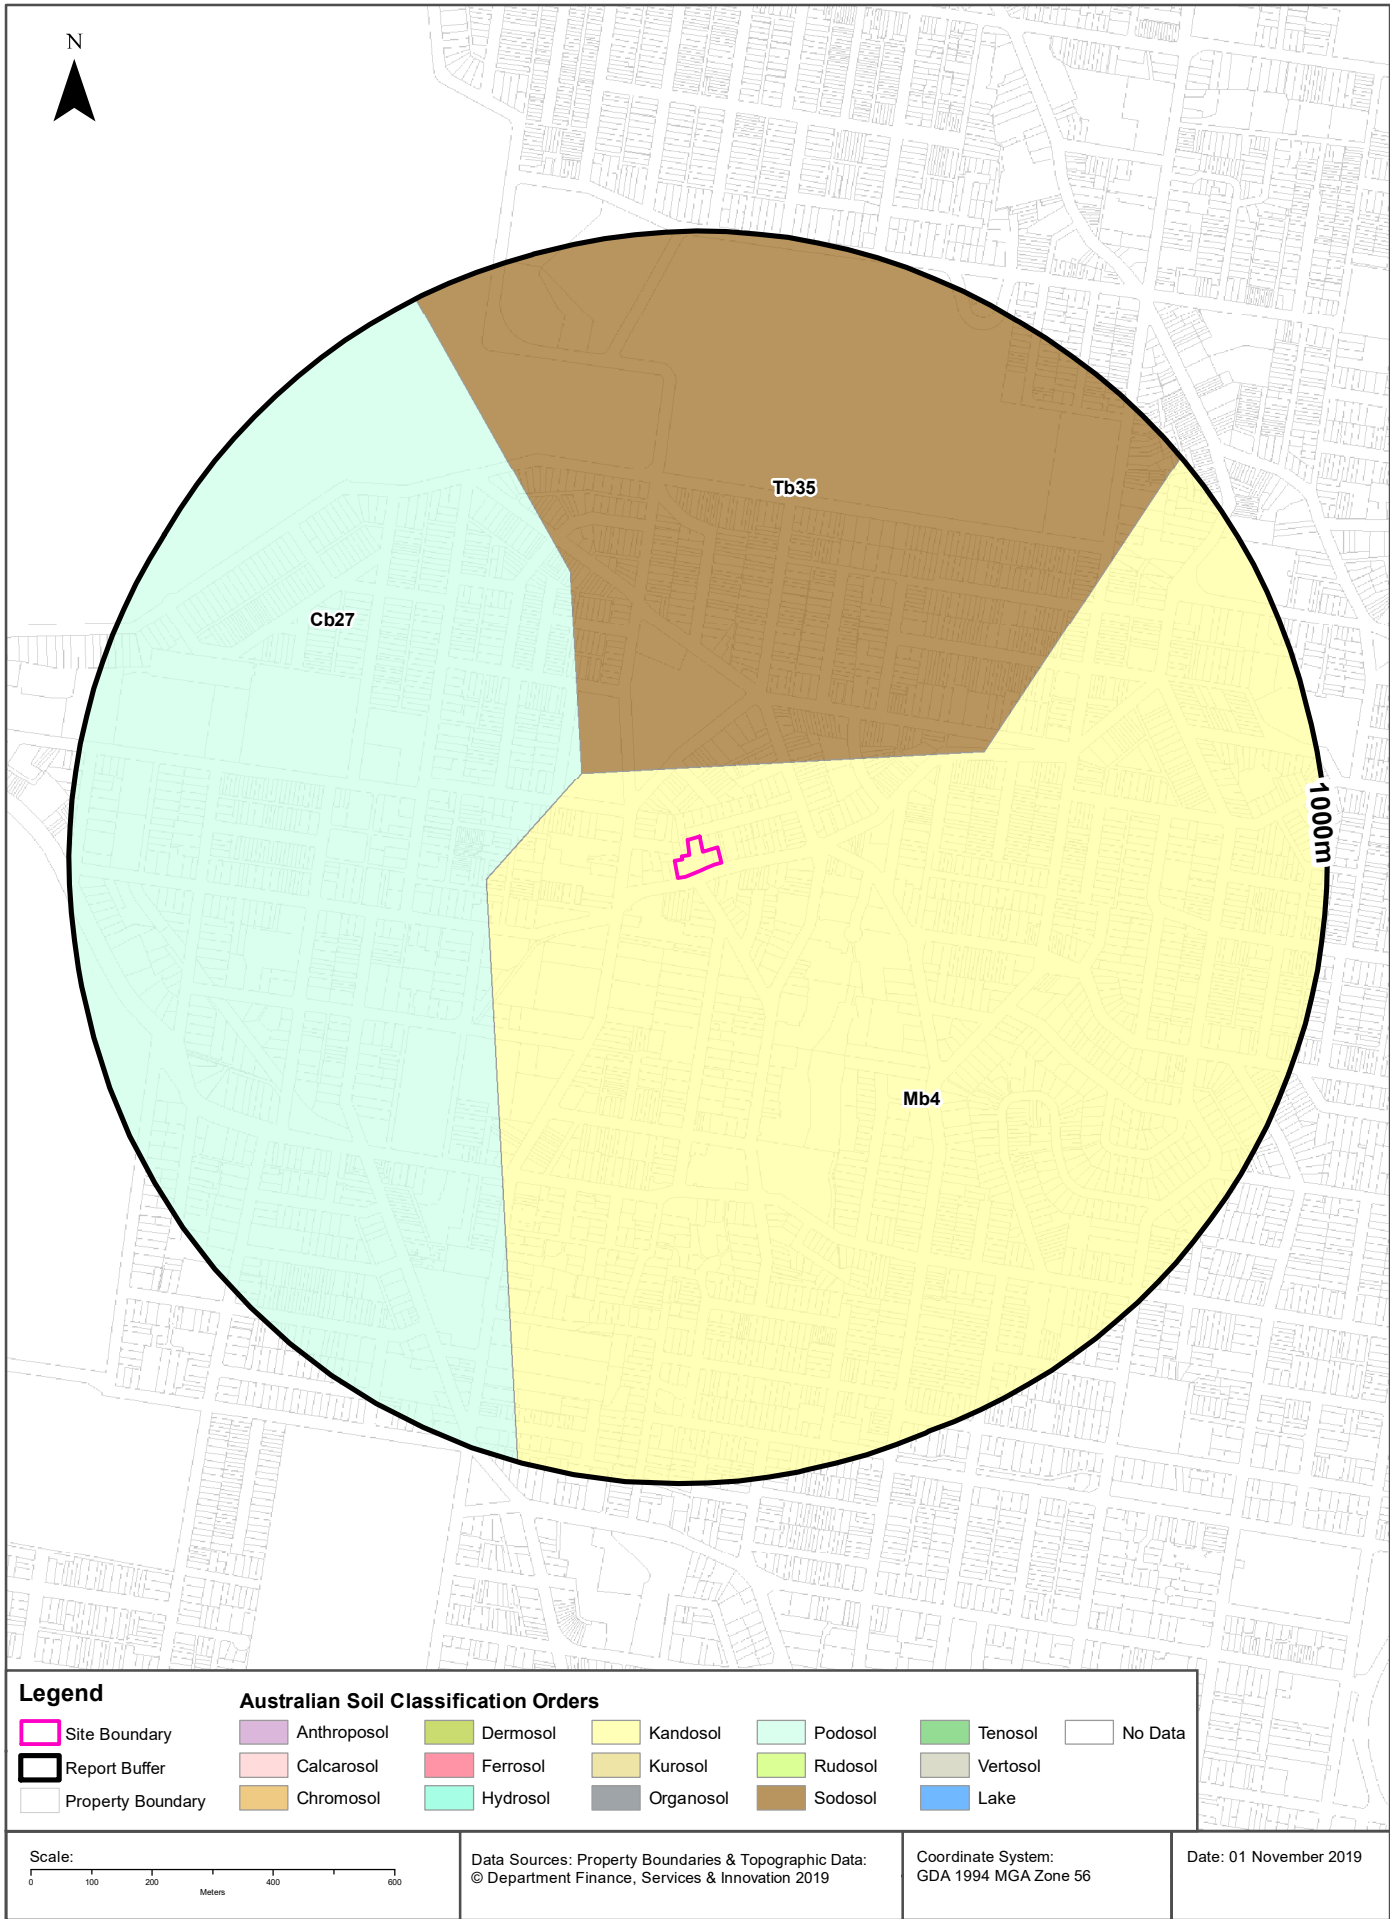 N
Tb35
Cb27
1000m
Mb4
Legend
Site Boundary
Report Buffer
Property Boundary
Australian Soil Classification Orders
Anthroposol
Calcarosol
Chromosol
Dermosol
Ferrosol
Hydrosol
Kandosol
Kurosol
Organosol
Podosol
Rudosol
Sodosol
Tenosol
Vertosol
Lake
No Data
Scale:
0 100 200 400 600
Meters
Data Sources: Property Boundaries & Topographic Data:
© Department Finance, Services & Innovation 2019
Coordinate System:
GDA 1994 MGA Zone 56
Date: 01 November 2019